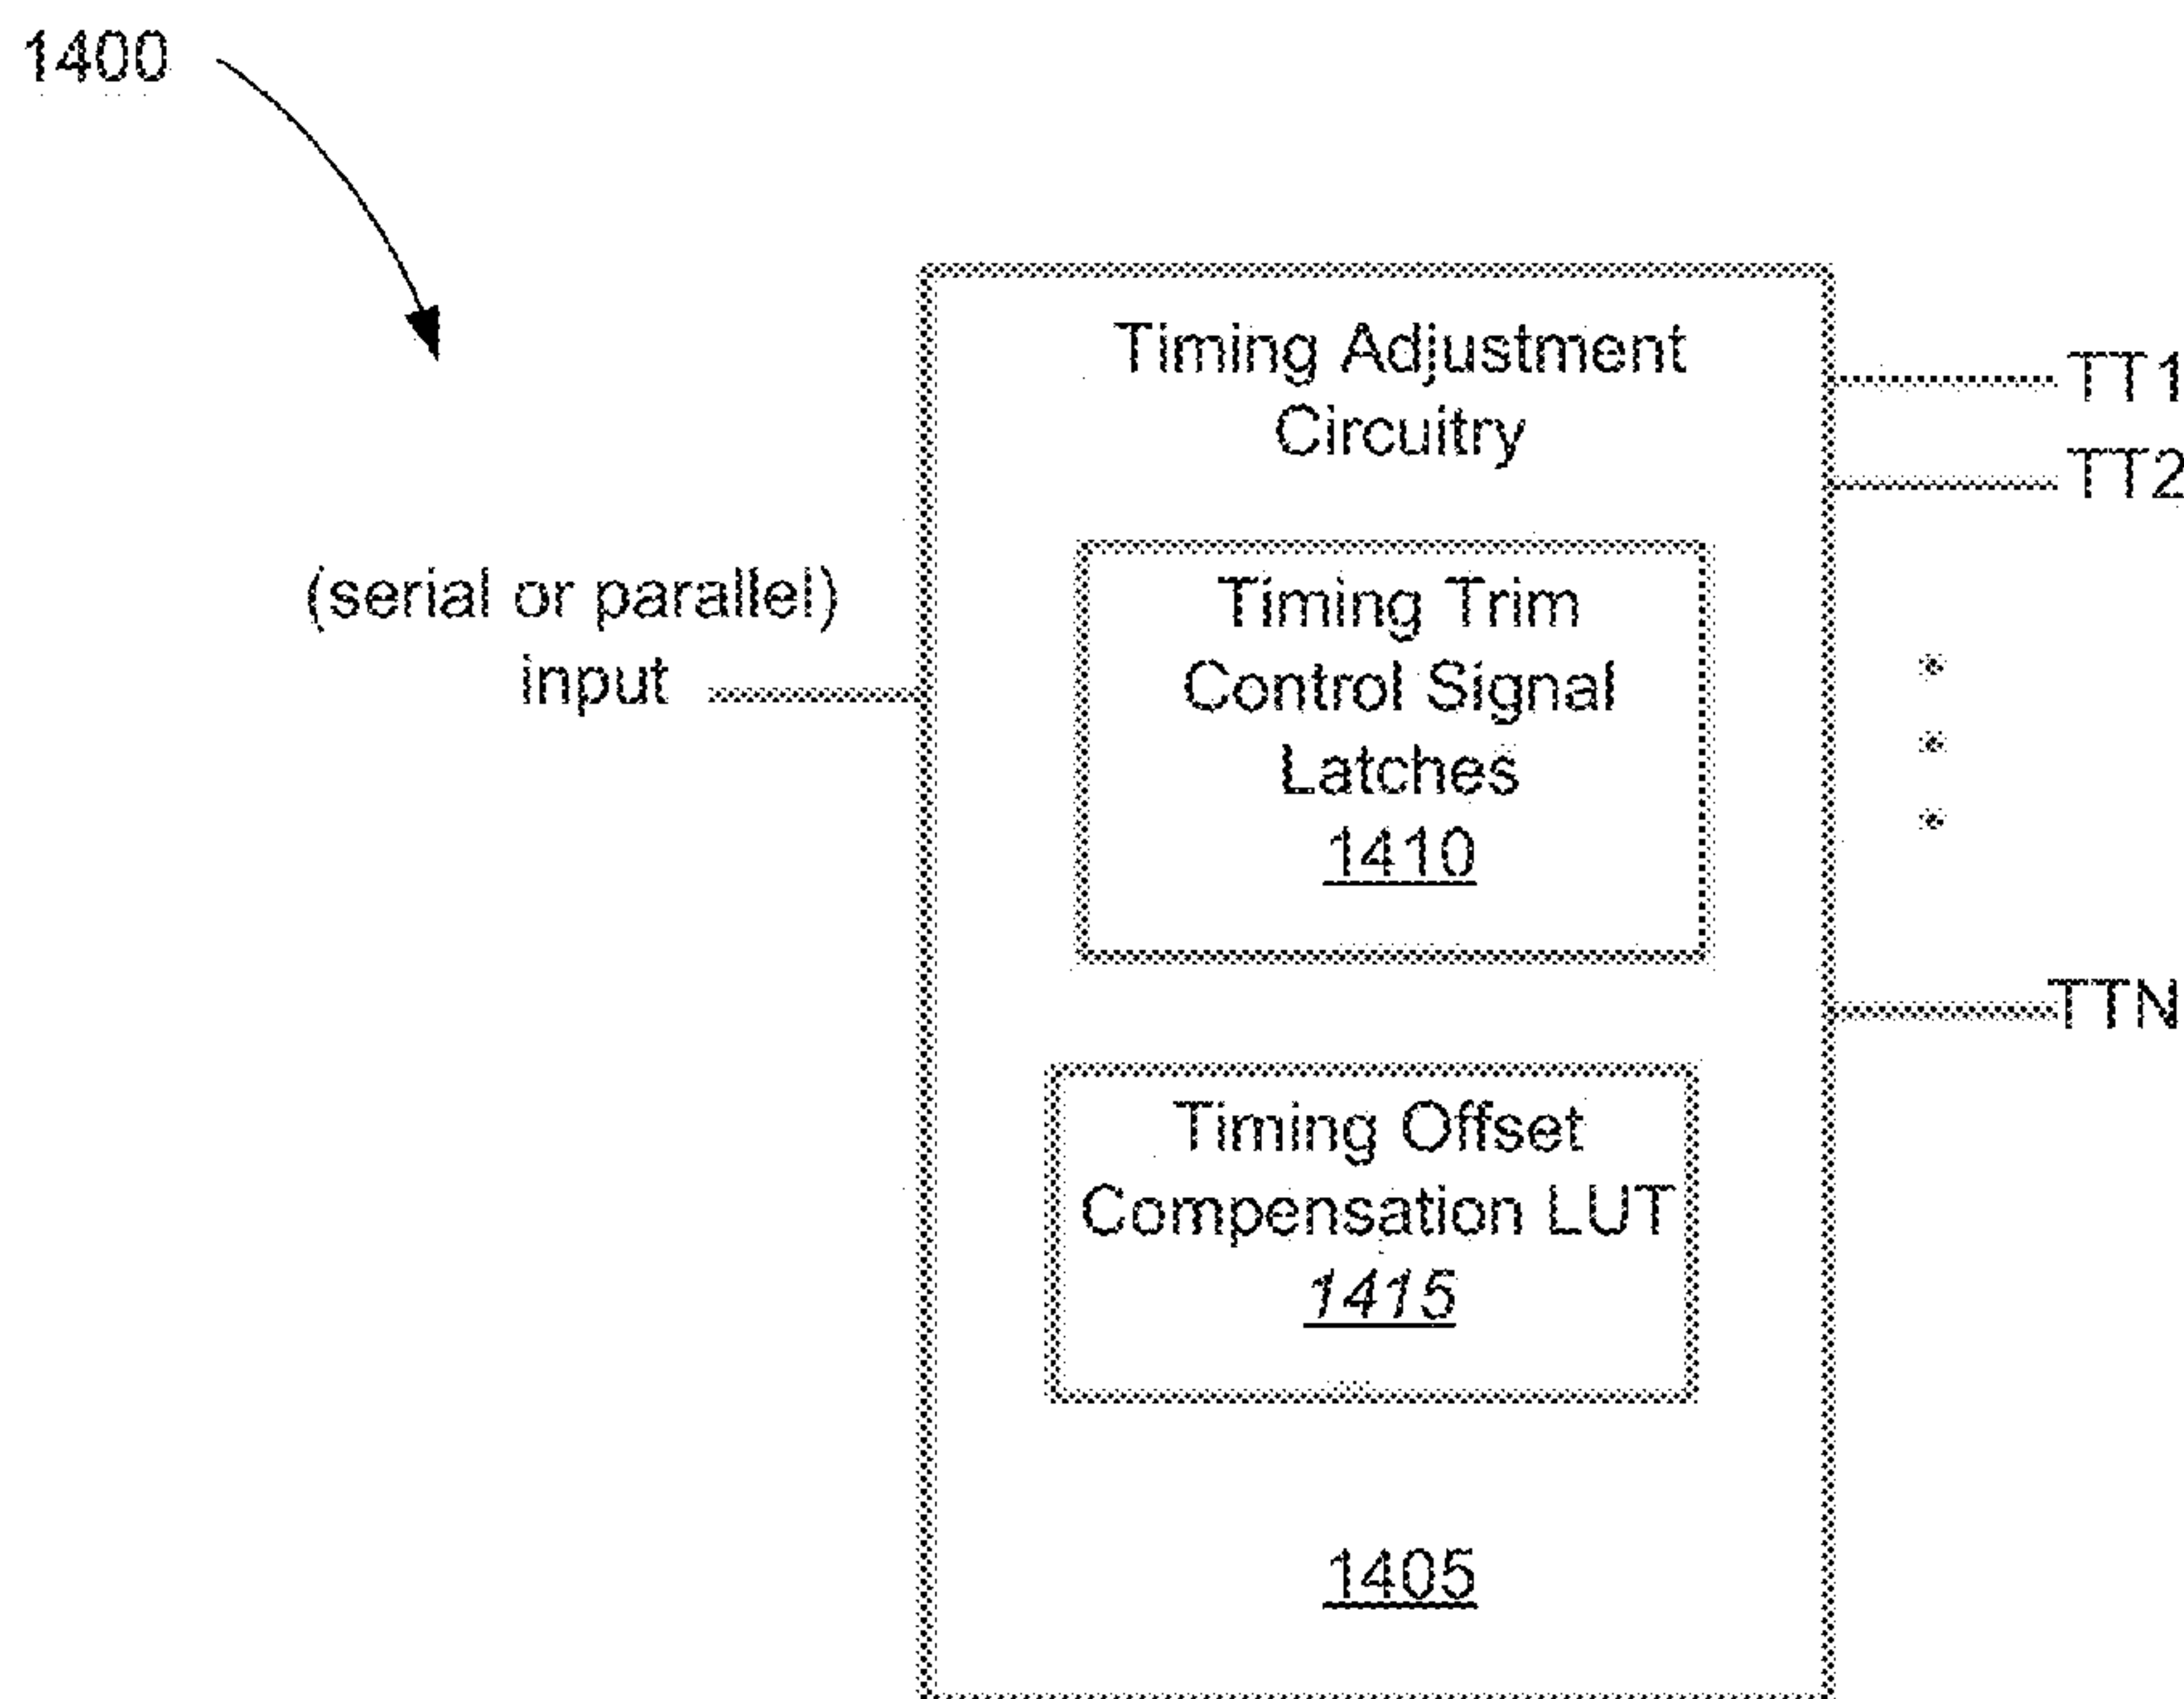 1400
Timing Adjustment
Circuitry
TT1
TT2
(serial or parallel)
input
Timing Trim
Control Signal
Latches
1410
TTN
Timing Offset
Compensation LUT
1415
1405